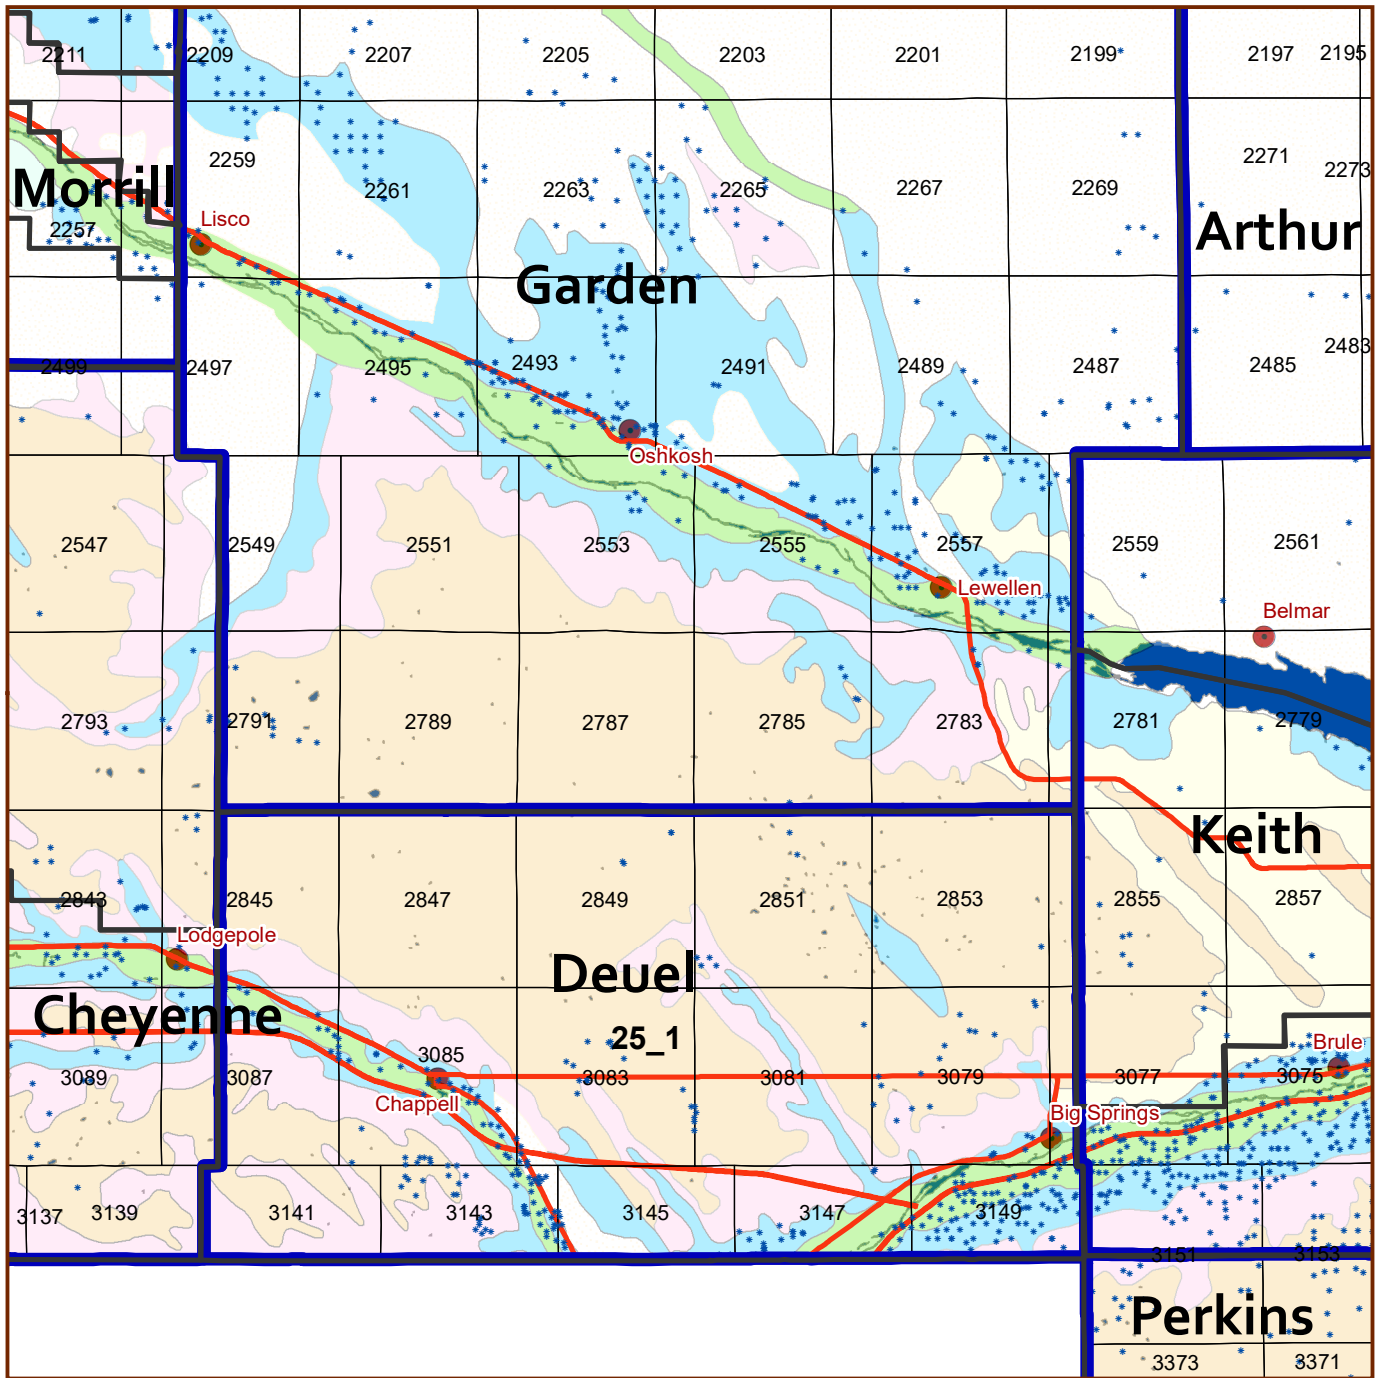 2211 2209 2207 2205 2203 2201 2199 2197 2195
2259 2271
Morrill 2261 2263 2265 2267 2269 2273
2257 Lisco Arthur
Garden
2499 2497 2495 2493 2491 2489 2487 2485 2483
Oshkosh
2547 2549 2551 2553 2555 2557 2559 2561
Lewellen Belmar
2793 2791 2789 2787 2785 2783 2781 2779
Keith
2843 2845 2847 2849 2851 2853 2855 2857
Lodgepole
Deuel
Cheyenne
25_1 Brule
3089 3087 3085 3083 3081 3079 3077 3075
Chappell Big Springs
3137 3139 3141 3143 3145 3147 3149
3151 3153
Perkins
3373 3371